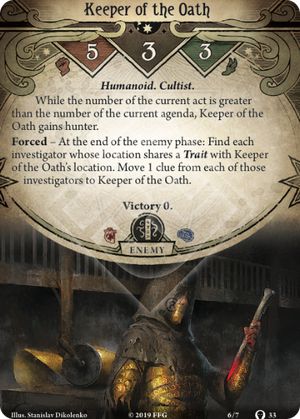 Keeper of the Oath
5 3 3
Humanoid. Cultist.
While the number of the current act is greater
than the number of the current agenda, Keeper of
the Oath gains hunter.
Forced – At the end of the enemy phase: Find each
investigator whose location shares a Trait with Keeper
of the Oath's location. Move 1 clue from each of those
investigators to Keeper of the Oath.
Victory 0.
ENEMY
Illus. Stanislav Dikolenko
© 2019 FFG
6/7
33